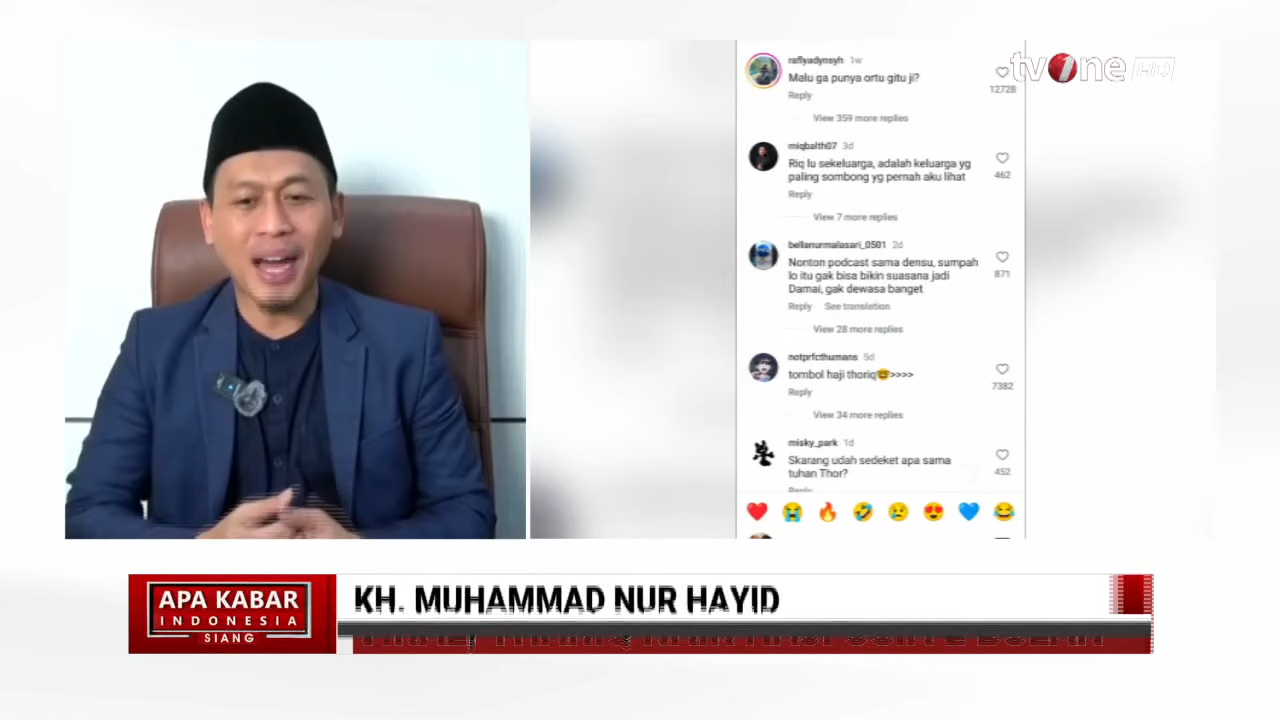 tvOne HD
raflyadynsyh 1w
Malu ga punya ortu gitu ji?
Reply
12728
View 359 more replies
miqbalth07 3d
Riq lu sekeluarga, adalah keluarga yg
paling sombong yg pernah aku lihat
462
Reply
View 7 more replies
bellanurmalasari_0501 2d
Nonton podcast sama densu, sumpah
lo itu gak bisa bikin suasana jadi
Damai, gak dewasa banget
871
Reply See translation
View 28 more replies
notprfcthumans 5d
tombol haji thoriq🤓>>>>
7382
Reply
View 34 more replies
misky_park 1d
Skarang udah sedeket apa sama
tuhan Thor?
452
Reply
APA KABAR
INDONESIA
SIANG
KH. MUHAMMAD NUR HAYID